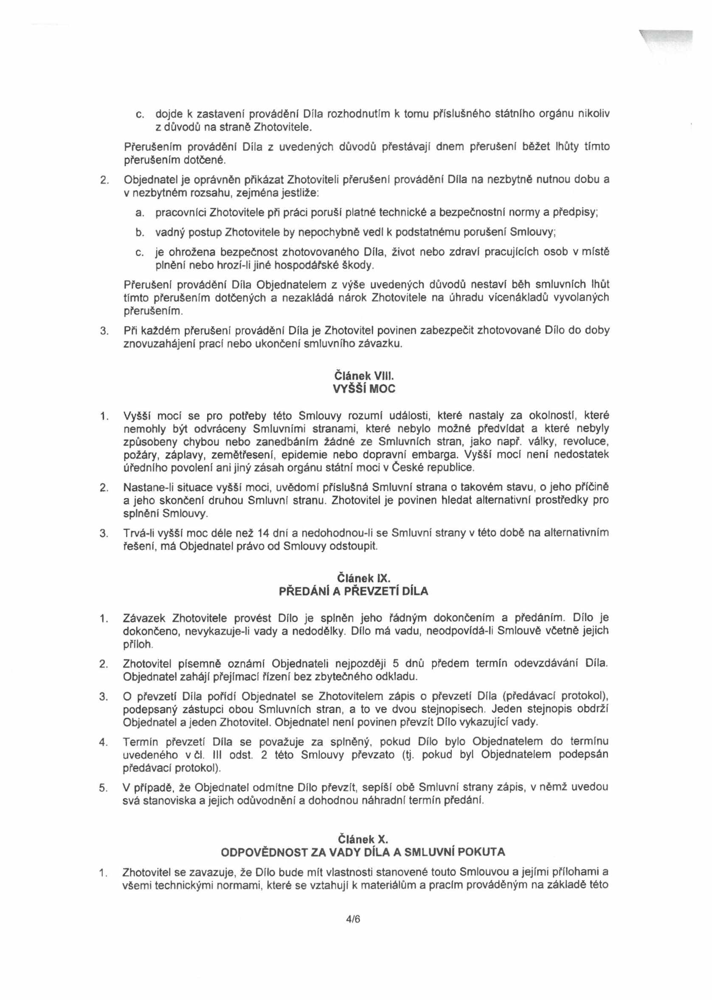 c. dojde k zastavení provádění Díla rozhodnutím k tomu příslušného státního orgánu nikoliv
z důvodů na straně Zhotovitele.
Přerušením provádění Díla z uvedených důvodů přestávají dnem přerušení běžet lhůty tímto
přerušením dotčené.
2. Objednatel je oprávněn přikázat Zhotoviteli přerušení provádění Díla na nezbytně nutnou dobu a
v nezbytném rozsahu, zejména jestliže:
a. pracovníci Zhotovitele při práci poruší platné technické a bezpečnostní normy a předpisy;
b. vadný postup Zhotovitele by nepochybně vedl k podstatnému porušení Smlouvy;
c. je ohrožena bezpečnost zhotovovaného Díla, život nebo zdraví pracujících osob v místě
plnění nebo hrozí-li jiné hospodářské škody.
Přerušení provádění Díla Objednatelem z výše uvedených důvodů nestaví běh smluvních lhůt
tímto přerušením dotčených a nezakládá nárok Zhotovitele na úhradu vícenákladů vyvolaných
přerušením.
3. Při každém přerušení provádění Díla je Zhotovitel povinen zabezpečit zhotovované Dílo do doby
znovuzahájení prací nebo ukončení smluvního závazku.
Článek VIII.
VYŠŠÍ MOC
1. Vyšší mocí se pro potřeby této Smlouvy rozumí události, které nastaly za okolností, které
nemohly být odvráceny Smluvními stranami, které nebylo možné předvídat a které nebyly
způsobeny chybou nebo zanedbáním žádné ze Smluvních stran, jako např. války, revoluce,
požáry, záplavy, zemětřesení, epidemie nebo dopravní embarga. Vyšší mocí není nedostatek
úředního povolení ani jiný zásah orgánu státní moci v České republice.
2. Nastane-li situace vyšší moci, uvědomí příslušná Smluvní strana o takovém stavu, o jeho příčině
a jeho skončení druhou Smluvní stranu. Zhotovitel je povinen hledat alternativní prostředky pro
splnění Smlouvy.
3. Trvá-li vyšší moc déle než 14 dní a nedohodnou-li se Smluvní strany v této době na alternativním
řešení, má Objednatel právo od Smlouvy odstoupit.
Článek IX.
PŘEDÁNÍ A PŘEVZETÍ DÍLA
1. Závazek Zhotovitele provést Dílo je splněn jeho řádným dokončením a předáním. Dílo je
dokončeno, nevykazuje-li vady a nedodělky. Dílo má vadu, neodpovídá-li Smlouvě včetně jejich
příloh.
2. Zhotovitel písemně oznámí Objednateli nejpozději 5 dnů předem termín odevzdávání Díla.
Objednatel zahájí přejímací řízení bez zbytečného odkladu.
3. O převzetí Díla pořídí Objednatel se Zhotovitelem zápis o převzetí Díla (předávací protokol),
podepsaný zástupci obou Smluvních stran, a to ve dvou stejnopisech. Jeden stejnopis obdrží
Objednatel a jeden Zhotovitel. Objednatel není povinen převzít Dílo vykazující vady.
4. Termín převzetí Díla se považuje za splněný, pokud Dílo bylo Objednatelem do termínu
uvedeného v čl. III odst. 2 této Smlouvy převzato (tj. pokud byl Objednatelem podepsán
předávací protokol).
5. V případě, že Objednatel odmítne Dílo převzít, sepíší obě Smluvní strany zápis, v němž uvedou
svá stanoviska a jejich odůvodnění a dohodnou náhradní termín předání.
Článek X.
ODPOVĚDNOST ZA VADY DÍLA A SMLUVNÍ POKUTA
1. Zhotovitel se zavazuje, že Dílo bude mít vlastnosti stanovené touto Smlouvou a jejími přílohami a
všemi technickými normami, které se vztahují k materiálům a pracím prováděným na základě této
4/6